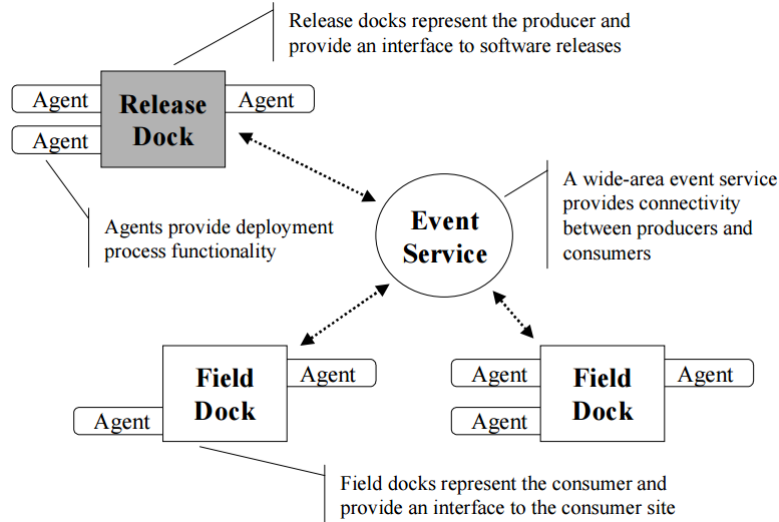 Release docks represent the producer and
provide an interface to software releases
Agent
Release
Dock
Agent
Agent
Agents provide deployment
process functionality
Event
Service
A wide-area event service
provides connectivity
between producers and
consumers
Field
Dock
Agent
Agent
Agent
Field
Dock
Agent
Agent
Field docks represent the consumer and
provide an interface to the consumer site